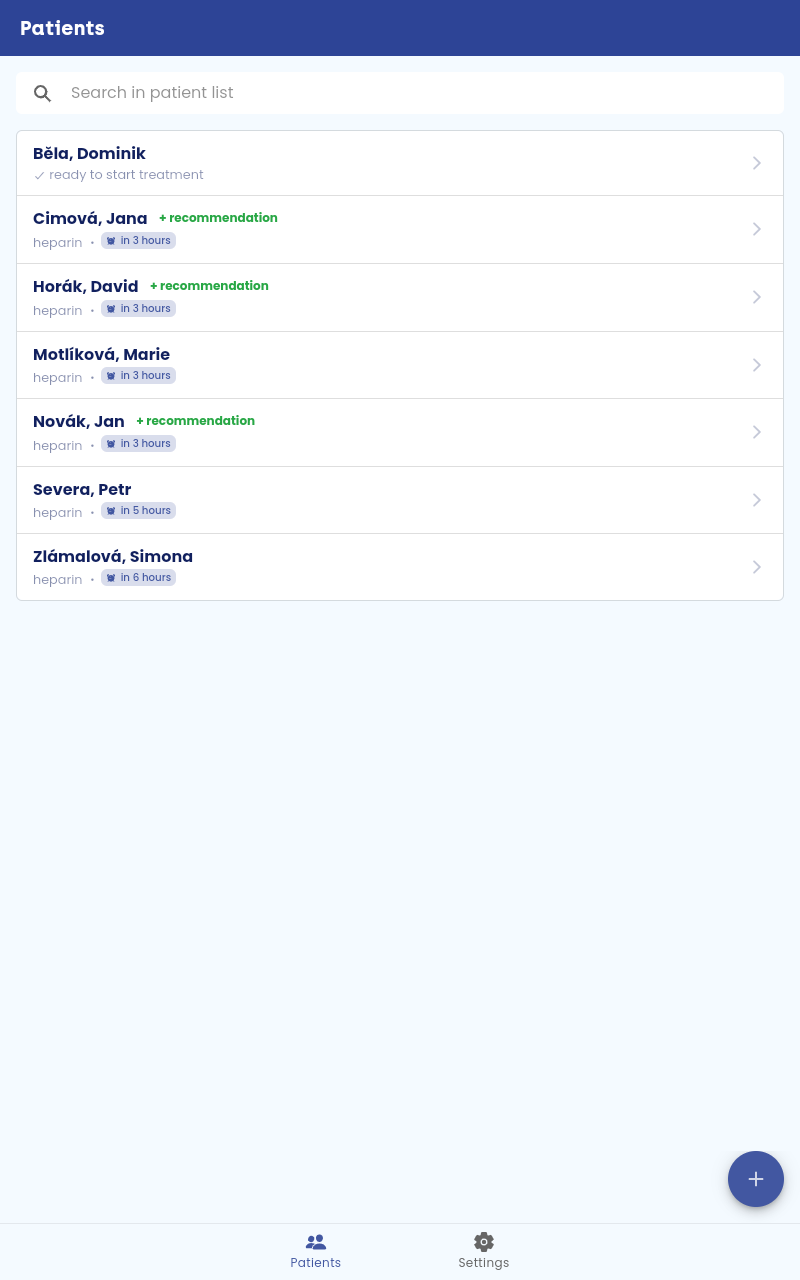 Patients
Search in patient list
Běla, Dominik
✓ ready to start treatment
Cimová, Jana + recommendation
heparin • in 3 hours
Horák, David + recommendation
heparin • in 3 hours
Motlíková, Marie
heparin • in 3 hours
Novák, Jan + recommendation
heparin • in 3 hours
Severa, Petr
heparin • in 5 hours
Zlámalová, Simona
heparin • in 6 hours
Patients Settings